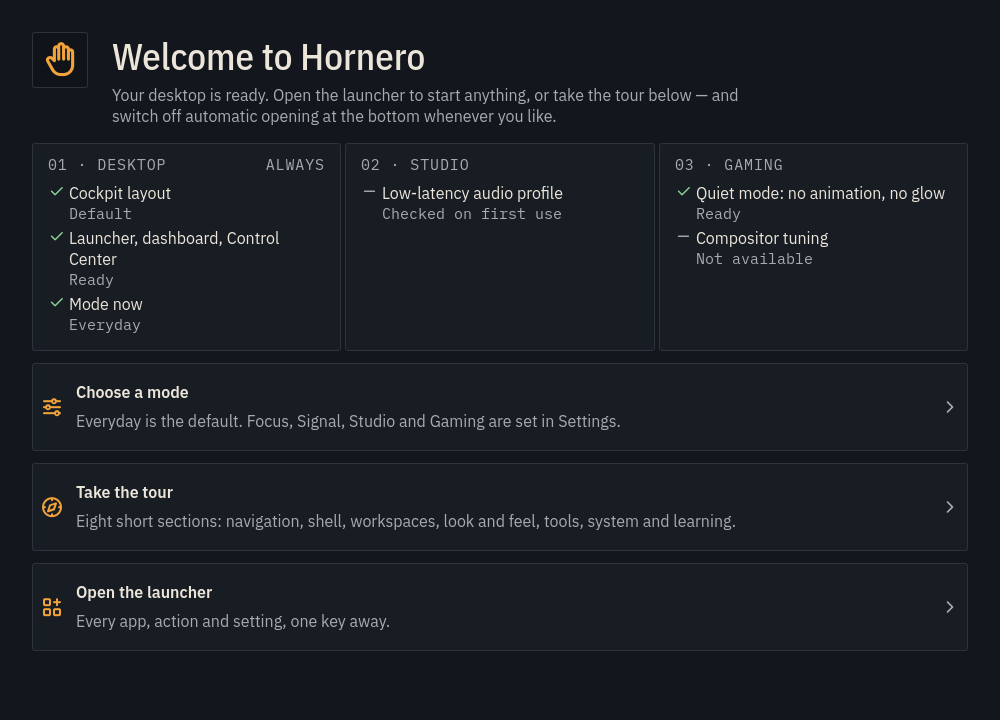 Welcome to Hornero
Your desktop is ready. Open the launcher to start anything, or take the tour below — and
switch off automatic opening at the bottom whenever you like.
01 · DESKTOP ALWAYS
Cockpit layout
Default
Launcher, dashboard, Control
Center
Ready
Mode now
Everyday
02 · STUDIO
Low-latency audio profile
Checked on first use
03 · GAMING
Quiet mode: no animation, no glow
Ready
Compositor tuning
Not available
Choose a mode
Everyday is the default. Focus, Signal, Studio and Gaming are set in Settings.
Take the tour
Eight short sections: navigation, shell, workspaces, look and feel, tools, system and learning.
Open the launcher
Every app, action and setting, one key away.